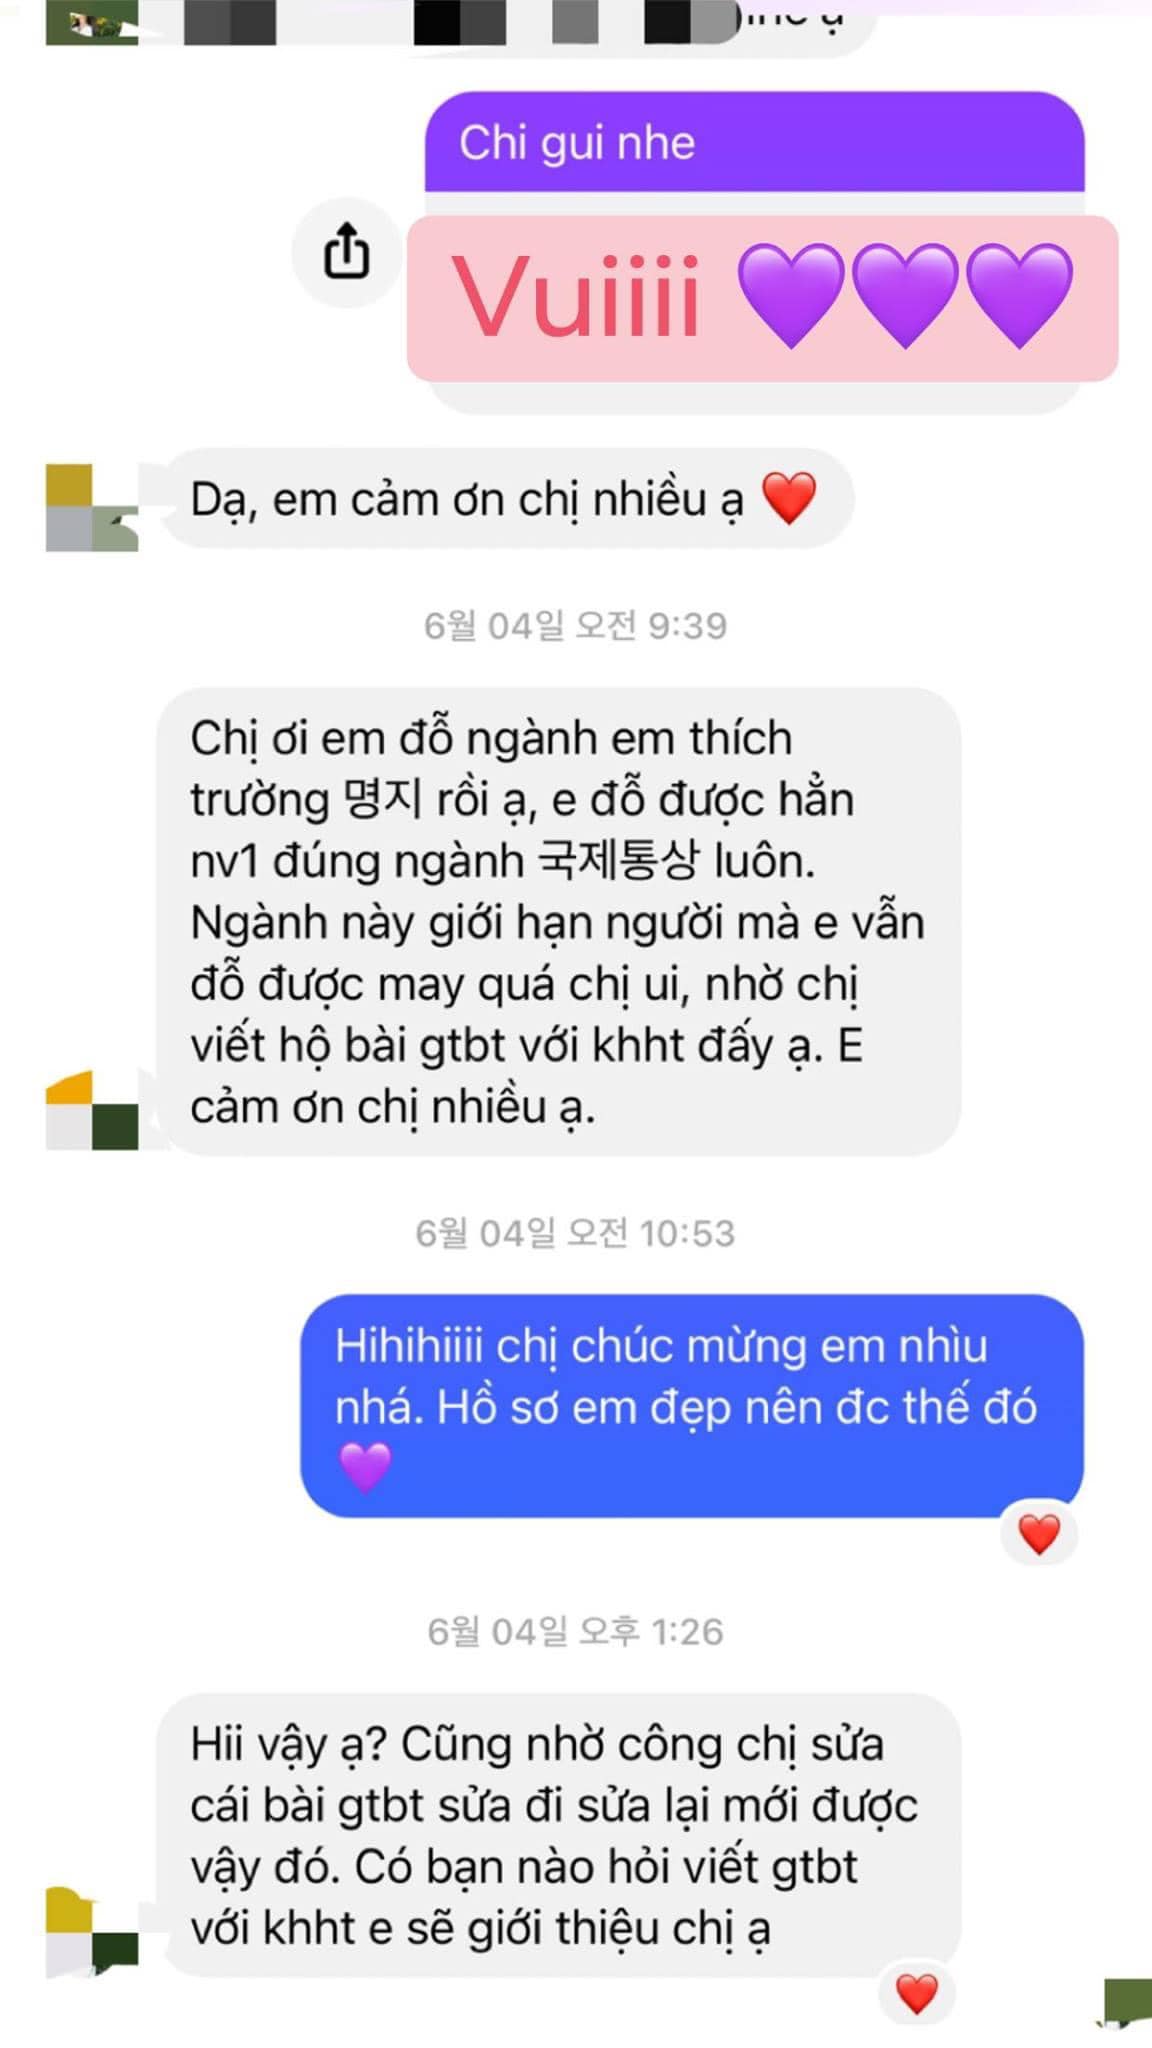 Chi gui nhe
Vuiiii 💜💜💜
Dạ, em cảm ơn chị nhiều ạ ❤️
6월 04일 오전 9:39
Chị ơi em đỗ ngành em thích
trường 명지 rồi ạ, e đỗ được hẳn
nv1 đúng ngành 국제통상 luôn.
Ngành này giới hạn người mà e vẫn
đỗ được may quá chị ui, nhờ chị
viết hộ bài gtbt với khht đấy ạ. E
cảm ơn chị nhiều ạ.
6월 04일 오전 10:53
Hihihiiii chị chúc mừng em nhìu
nhá. Hồ sơ em đẹp nên đc thế đó
💜
❤️
6월 04일 오후 1:26
Hii vậy ạ? Cũng nhờ công chị sửa
cái bài gtbt sửa đi sửa lại mới được
vậy đó. Có bạn nào hỏi viết gtbt
với khht e sẽ giới thiệu chị ạ
❤️